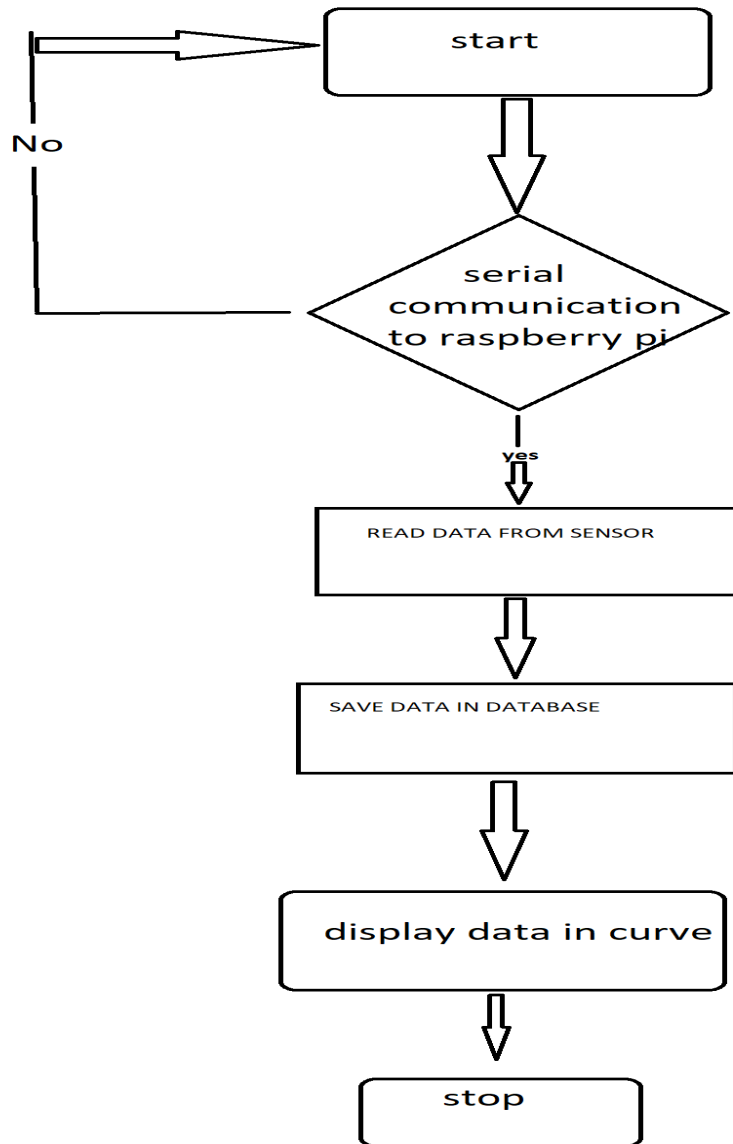 start
No
serial
communication
to raspberry pi
yes
READ DATA FROM SENSOR
SAVE DATA IN DATABASE
display data in curve
stop